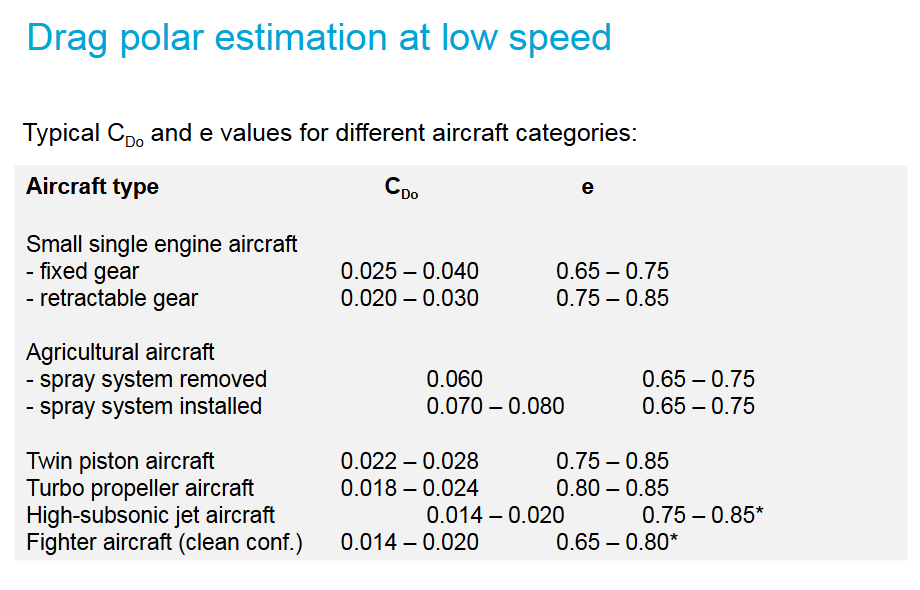 Drag polar estimation at low speed
Typical CDo and e values for different aircraft categories:
Aircraft type CDo e
Small single engine aircraft
- fixed gear 0.025 – 0.040 0.65 – 0.75
- retractable gear 0.020 – 0.030 0.75 – 0.85
Agricultural aircraft
- spray system removed 0.060 0.65 – 0.75
- spray system installed 0.070 – 0.080 0.65 – 0.75
Twin piston aircraft 0.022 – 0.028 0.75 – 0.85
Turbo propeller aircraft 0.018 – 0.024 0.80 – 0.85
High-subsonic jet aircraft 0.014 – 0.020 0.75 – 0.85*
Fighter aircraft (clean conf.) 0.014 – 0.020 0.65 – 0.80*